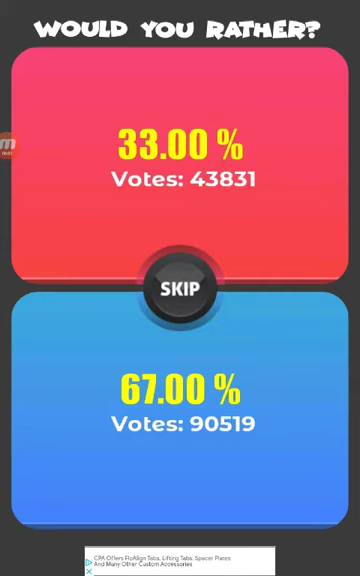 WOULD YOU RATHER?
33.00 %
Votes: 43831
SKIP
67.00 %
Votes: 90519
CPA Offers FloAlign Tabs, Lifting Tabs, Spacer Plates
And Many Other Custom Accessories